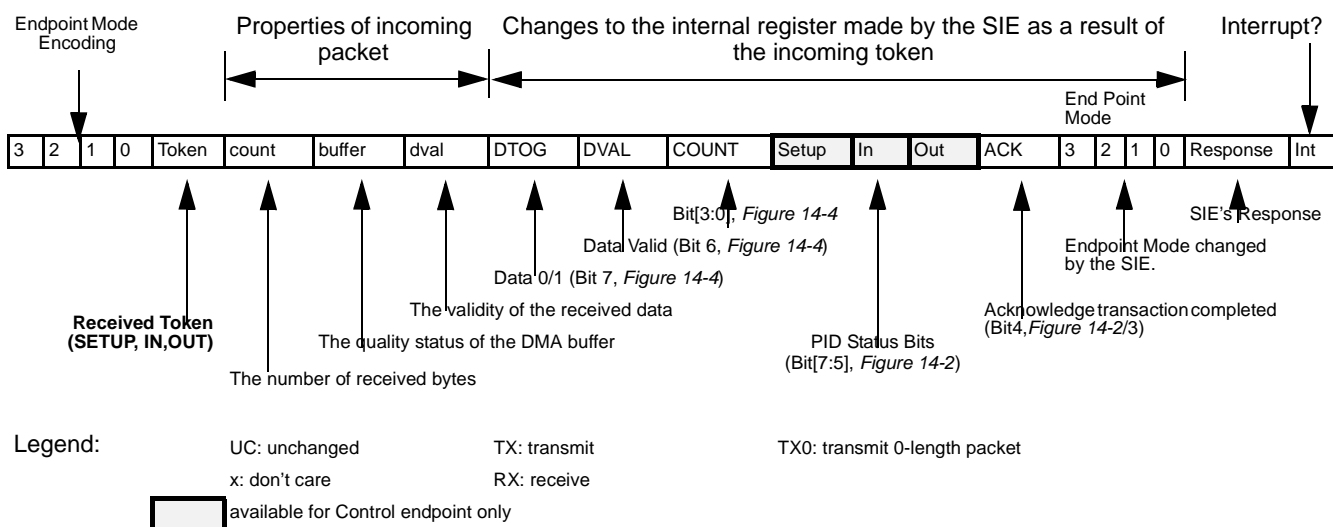 Endpoint Mode
Encoding
Properties of incoming
packet
Changes to the internal register made by the SIE as a result of
the incoming token
Interrupt?
End Point
Mode
3 2 1 0 Token count buffer dval DTOG DVAL COUNT Setup In Out ACK 3 2 1 0 Response Int
Bit[3:0], Figure 14-4
SIE's Response
Data Valid (Bit 6, Figure 14-4)
Endpoint Mode changed
by the SIE.
Data 0/1 (Bit 7, Figure 14-4)
The validity of the received data
Acknowledge transaction completed
(Bit4,Figure 14-2/3)
Received Token
(SETUP, IN,OUT)
The quality status of the DMA buffer
PID Status Bits
(Bit[7:5], Figure 14-2)
The number of received bytes
Legend:
UC: unchanged
TX: transmit
TX0: transmit 0-length packet
x: don't care
RX: receive
available for Control endpoint only